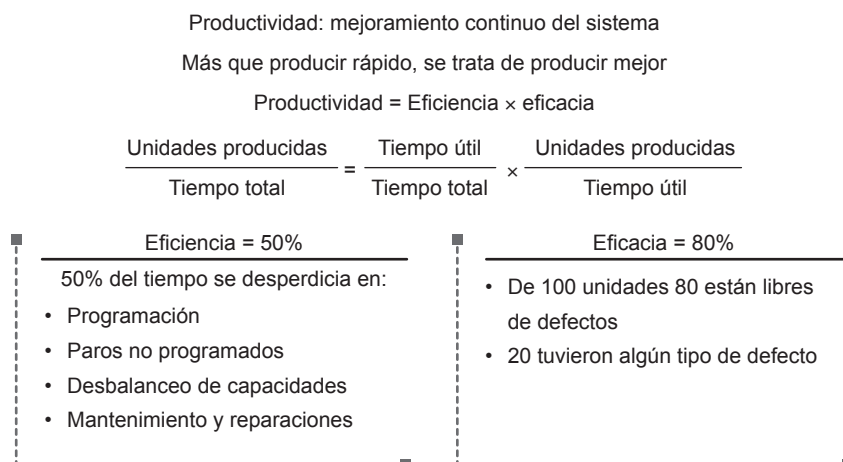 Productividad: mejoramiento continuo del sistema
Más que producir rápido, se trata de producir mejor
Productividad = Eficiencia × eficacia
Unidades producidas / Tiempo total = Tiempo útil / Tiempo total × Unidades producidas / Tiempo útil
Eficiencia = 50%
50% del tiempo se desperdicia en:
• Programación
• Paros no programados
• Desbalanceo de capacidades
• Mantenimiento y reparaciones
Eficacia = 80%
• De 100 unidades 80 están libres
de defectos
• 20 tuvieron algún tipo de defecto